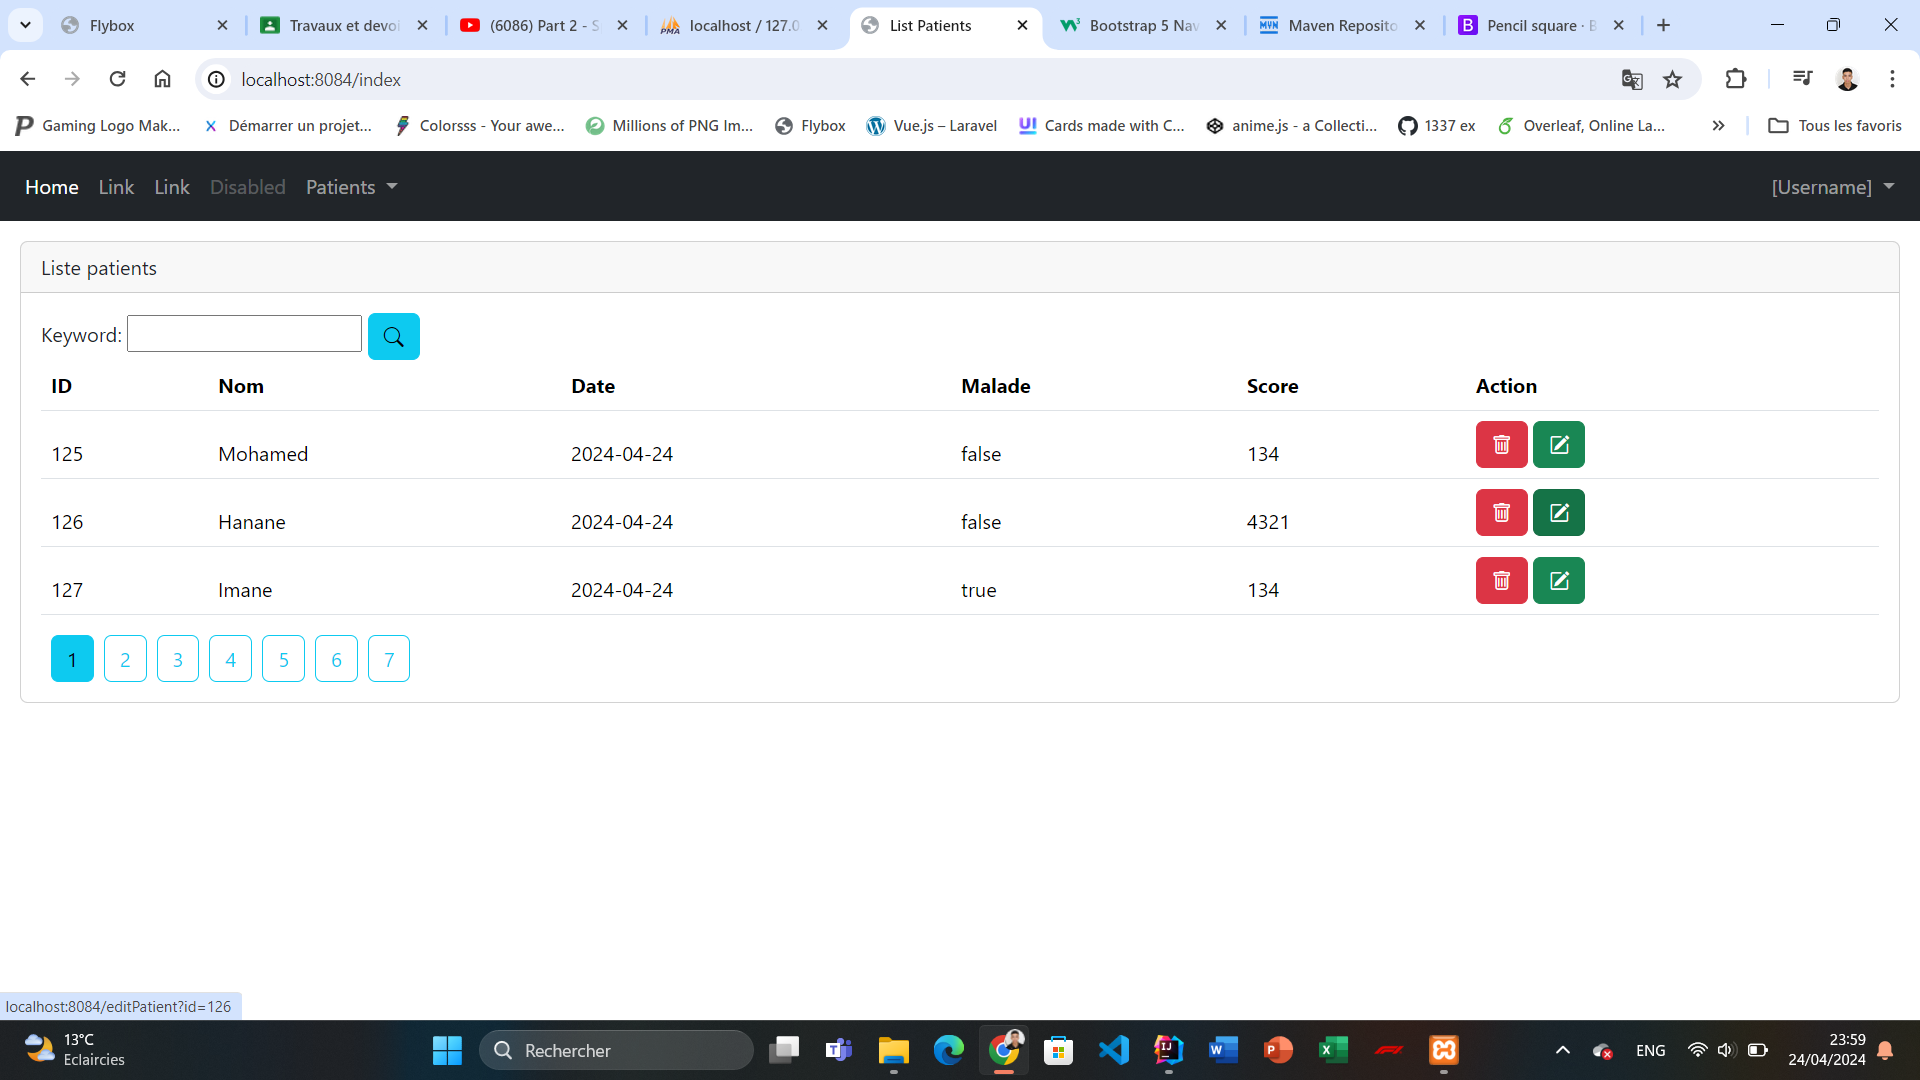 Flybox
Travaux et devoi
(6086) Part 2 - S
localhost / 127.0
List Patients
Bootstrap 5 Nav
Maven Reposito
Pencil square · B
localhost:8084/index
Gaming Logo Mak...
Démarrer un projet...
Colorsss - Your awe...
Millions of PNG Im...
Flybox
Vue.js – Laravel
Cards made with C...
anime.js - a Collecti...
1337 ex
Overleaf, Online La...
Tous les favoris
Home Link Link Disabled Patients [Username]
Liste patients
Keyword:
ID Nom Date Malade Score Action
125 Mohamed 2024-04-24 false 134
126 Hanane 2024-04-24 false 4321
127 Imane 2024-04-24 true 134
1 2 3 4 5 6 7
localhost:8084/editPatient?id=126
13°C
Eclaircies
Rechercher
ENG
23:59
24/04/2024